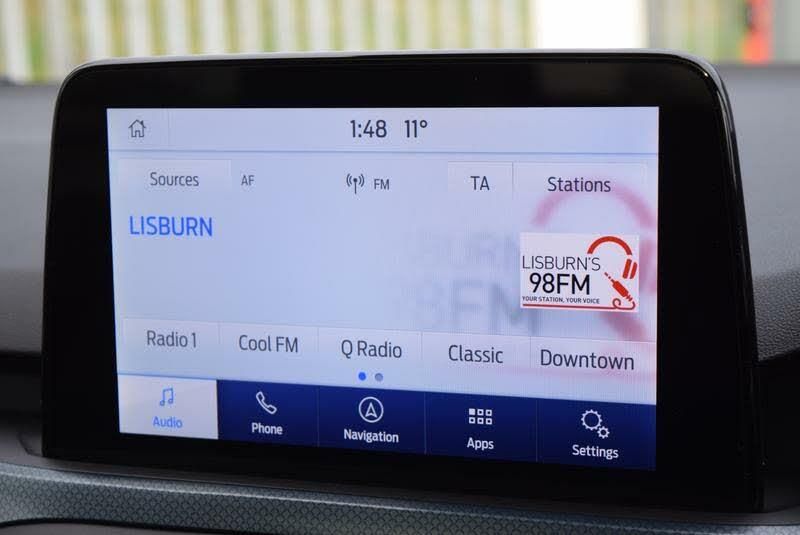 1:48 11°
Sources AF FM TA Stations
LISBURN
LISBURN'S
98FM
YOUR STATION, YOUR VOICE
Radio 1 Cool FM Q Radio Classic Downtown
Audio Phone Navigation Apps Settings